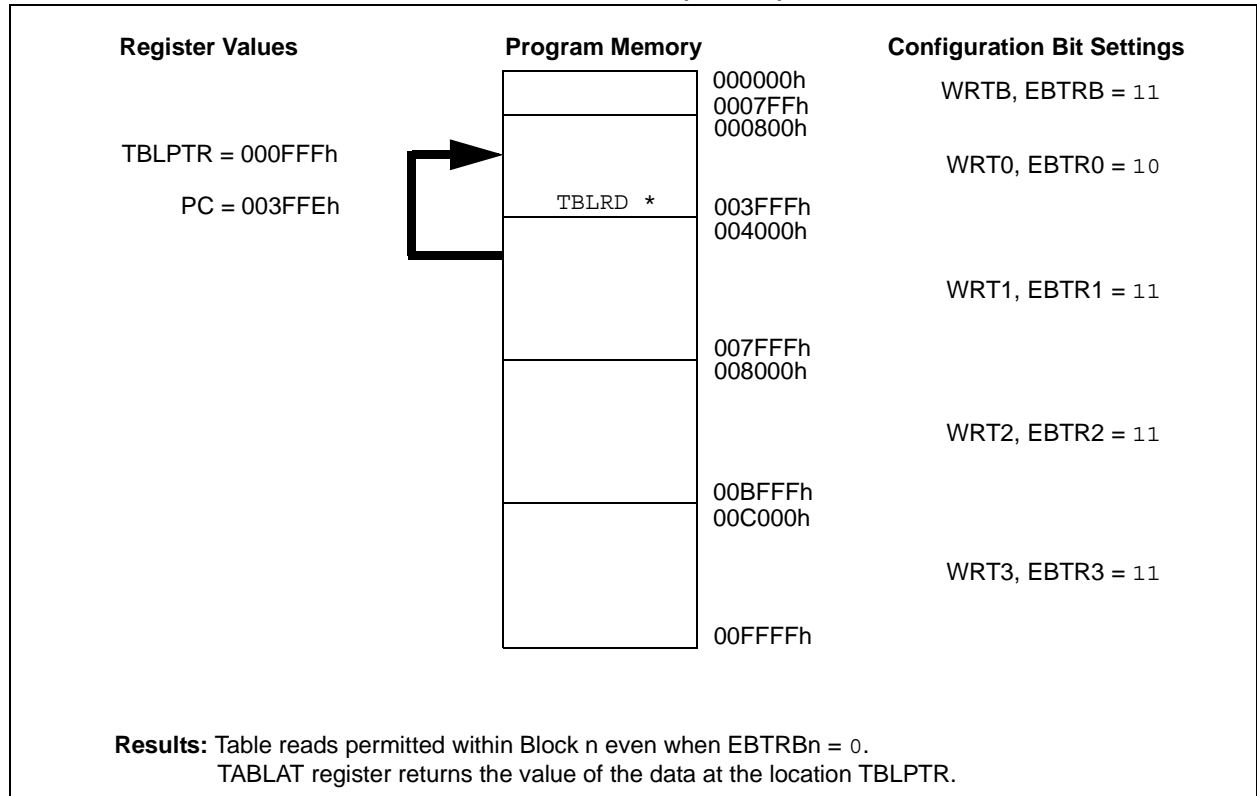 Register Values Program Memory Configuration Bit Settings
000000h
WRTB, EBTRB = 11
0007FFh
000800h
TBLPTR = 000FFFh
WRT0, EBTR0 = 10
PC = 003FFEh
TBLRD *
003FFFh
004000h
WRT1, EBTR1 = 11
007FFFh
008000h
WRT2, EBTR2 = 11
00BFFFh
00C000h
WRT3, EBTR3 = 11
00FFFFh
Results: Table reads permitted within Block n even when EBTRBn = 0.
TABLAT register returns the value of the data at the location TBLPTR.